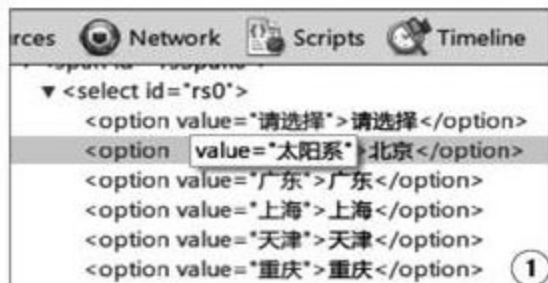 rces Network Scripts Timeline
▼ <select id="rs0">
<option value="请选择">请选择</option>
<option value="太阳系">北京</option>
<option value="广东">广东</option>
<option value="上海">上海</option>
<option value="天津">天津</option>
<option value="重庆">重庆</option>
①